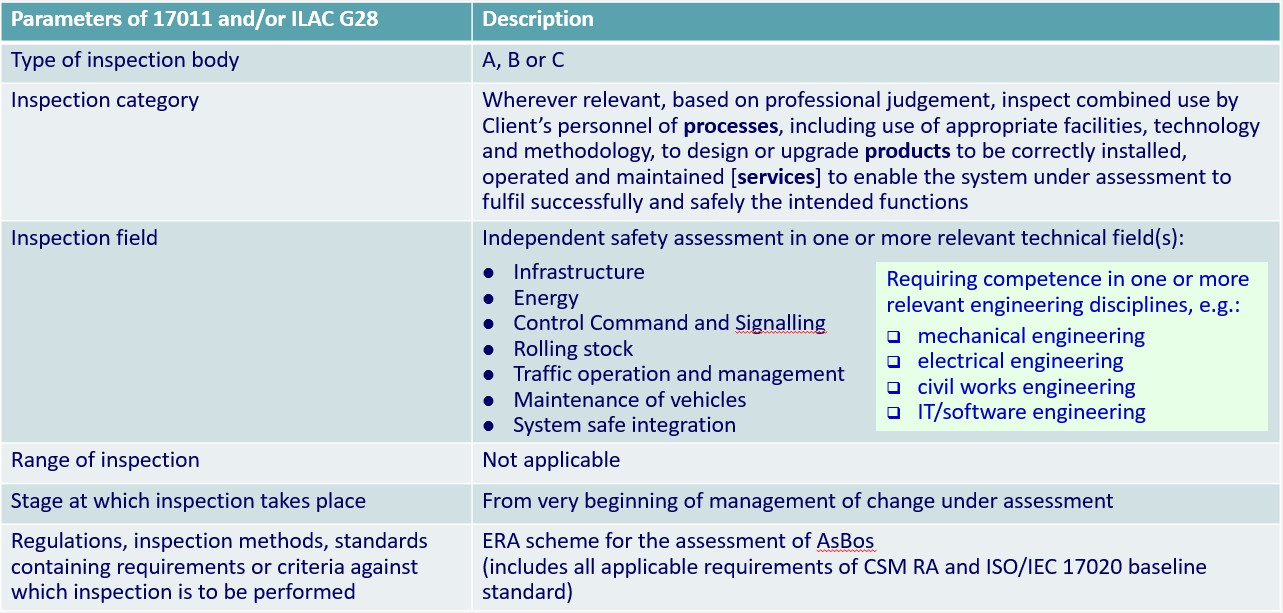 Parameters of 17011 and/or ILAC G28
Description
Type of inspection body
A, B or C
Inspection category
Wherever relevant, based on professional judgement, inspect combined use by
Client's personnel of processes, including use of appropriate facilities, technology
and methodology, to design or upgrade products to be correctly installed,
operated and maintained [services] to enable the system under assessment to
fulfil successfully and safely the intended functions
Inspection field
Independent safety assessment in one or more relevant technical field(s):
● Infrastructure
● Energy
● Control Command and Signalling
● Rolling stock
● Traffic operation and management
● Maintenance of vehicles
● System safe integration
Requiring competence in one or more
relevant engineering disciplines, e.g.:
❑ mechanical engineering
❑ electrical engineering
❑ civil works engineering
❑ IT/software engineering
Range of inspection
Not applicable
Stage at which inspection takes place
From very beginning of management of change under assessment
Regulations, inspection methods, standards
containing requirements or criteria against
which inspection is to be performed
ERA scheme for the assessment of AsBos
(includes all applicable requirements of CSM RA and ISO/IEC 17020 baseline
standard)